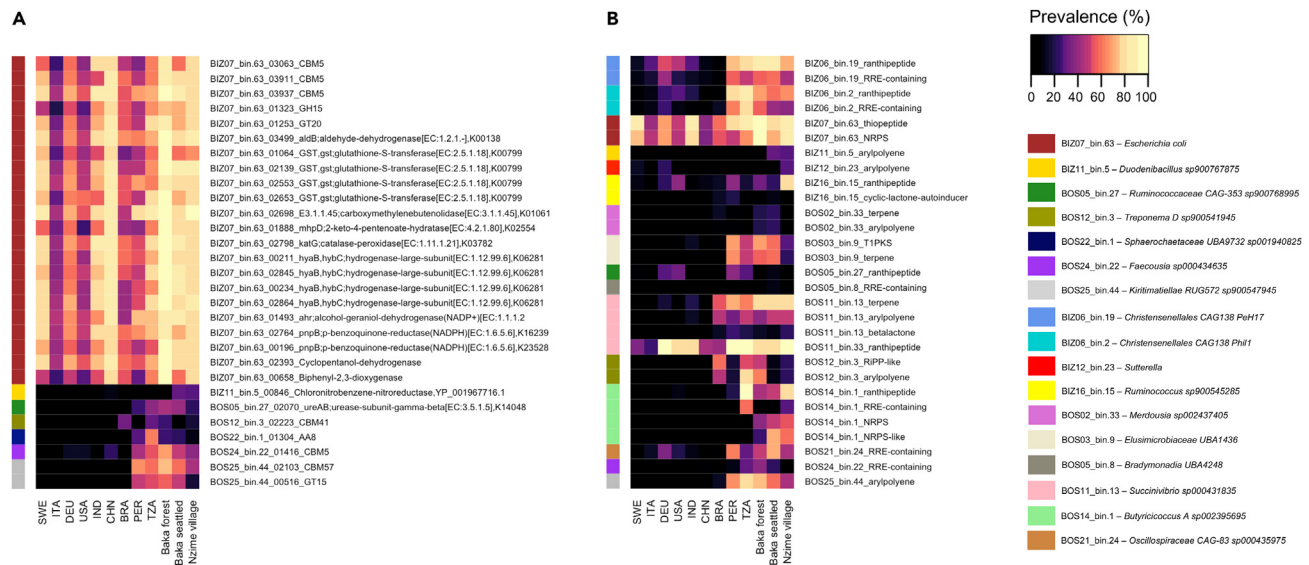 A
BIZ07_bin.63_03063_CBM5
BIZ07_bin.63_03911_CBM5
BIZ07_bin.63_03937_CBM5
BIZ07_bin.63_01323_GH15
BIZ07_bin.63_01253_GT20
BIZ07_bin.63_03499_aldB;aldehyde-dehydrogenase[EC:1.2.1.-],K00138
BIZ07_bin.63_01064_GST,gst;glutathione-S-transferase[EC:2.5.1.18],K00799
BIZ07_bin.63_02139_GST,gst;glutathione-S-transferase[EC:2.5.1.18],K00799
BIZ07_bin.63_02553_GST,gst;glutathione-S-transferase[EC:2.5.1.18],K00799
BIZ07_bin.63_02653_GST,gst;glutathione-S-transferase[EC:2.5.1.18],K00799
BIZ07_bin.63_02698_E3.1.1.45;carboxymethylenebutenolidase[EC:3.1.1.45],K01061
BIZ07_bin.63_01888_mhpD;2-keto-4-pentenoate-hydratase[EC:4.2.1.80],K02554
BIZ07_bin.63_02798_katG;catalase-peroxidase[EC:1.11.1.21],K03782
BIZ07_bin.63_00211_hyaB,hybC;hydrogenase-large-subunit[EC:1.12.99.6],K06281
BIZ07_bin.63_02845_hyaB,hybC;hydrogenase-large-subunit[EC:1.12.99.6],K06281
BIZ07_bin.63_00234_hyaB,hybC;hydrogenase-large-subunit[EC:1.12.99.6],K06281
BIZ07_bin.63_02864_hyaB,hybC;hydrogenase-large-subunit[EC:1.12.99.6],K06281
BIZ07_bin.63_01493_ahr;alcohol-geraniol-dehydrogenase(NADP+)[EC:1.1.1.2
BIZ07_bin.63_02764_pnpB;p-benzoquinone-reductase(NADPH)[EC:1.6.5.6],K16239
BIZ07_bin.63_00196_pnpB;p-benzoquinone-reductase(NADPH)[EC:1.6.5.6],K23528
BIZ07_bin.63_02393_Cyclopentanol-dehydrogenase
BIZ07_bin.63_00658_Biphenyl-2,3-dioxygenase
BIZ11_bin.5_00846_Chloronitrobenzene-nitroreductase,YP_001967716.1
BOS05_bin.27_02070_ureAB;urease-subunit-gamma-beta[EC:3.5.1.5],K14048
BOS12_bin.3_02223_CBM41
BOS22_bin.1_01304_AA8
BOS24_bin.22_01416_CBM5
BOS25_bin.44_02103_CBM57
BOS25_bin.44_00516_GT15
SWE
ITA
DEU
USA
IND
CHN
BRA
PER
TZA
Baka forest
Baka seattled
Nzime village
B
BIZ06_bin.19_ranthipeptide
BIZ06_bin.19_RRE-containing
BIZ06_bin.2_ranthipeptide
BIZ06_bin.2_RRE-containing
BIZ07_bin.63_thiopeptide
BIZ07_bin.63_NRPS
BIZ11_bin.5_arylpolyene
BIZ12_bin.23_arylpolyene
BIZ16_bin.15_ranthipeptide
BIZ16_bin.15_cyclic-lactone-autoinducer
BOS02_bin.33_terpene
BOS02_bin.33_arylpolyene
BOS03_bin.9_T1PKS
BOS03_bin.9_terpene
BOS05_bin.27_ranthipeptide
BOS05_bin.8_RRE-containing
BOS11_bin.13_terpene
BOS11_bin.13_arylpolyene
BOS11_bin.13_betalactone
BOS11_bin.33_ranthipeptide
BOS12_bin.3_RiPP-like
BOS12_bin.3_arylpolyene
BOS14_bin.1_ranthipeptide
BOS14_bin.1_RRE-containing
BOS14_bin.1_NRPS
BOS14_bin.1_NRPS-like
BOS21_bin.24_RRE-containing
BOS24_bin.22_RRE-containing
BOS25_bin.44_arylpolyene
SWE
ITA
DEU
USA
IND
CHN
BRA
PER
TZA
Baka forest
Baka seattled
Nzime village
Prevalence (%)
0 20 40 60 80 100
BIZ07_bin.63 – Escherichia coli
BIZ11_bin.5 – Duodenibacillus sp900767875
BOS05_bin.27 – Ruminococcaceae CAG-353 sp900768995
BOS12_bin.3 – Treponema D sp900541945
BOS22_bin.1 – Sphaerochaetaceae UBA9732 sp001940825
BOS24_bin.22 – Faecousia sp000434635
BOS25_bin.44 – Kiritimatiellae RUG572 sp900547945
BIZ06_bin.19 – Christensenellales CAG138 PeH17
BIZ06_bin.2 – Christensenellales CAG138 Phil1
BIZ12_bin.23 – Sutterella
BIZ16_bin.15 – Ruminococcus sp900545285
BOS02_bin.33 – Merdousia sp002437405
BOS03_bin.9 – Elusimicrobiaceae UBA1436
BOS05_bin.8 – Bradymonadia UBA4248
BOS11_bin.13 – Succinivibrio sp000431835
BOS14_bin.1 – Butyricicoccus A sp002395695
BOS21_bin.24 – Oscillospiraceae CAG-83 sp000435975